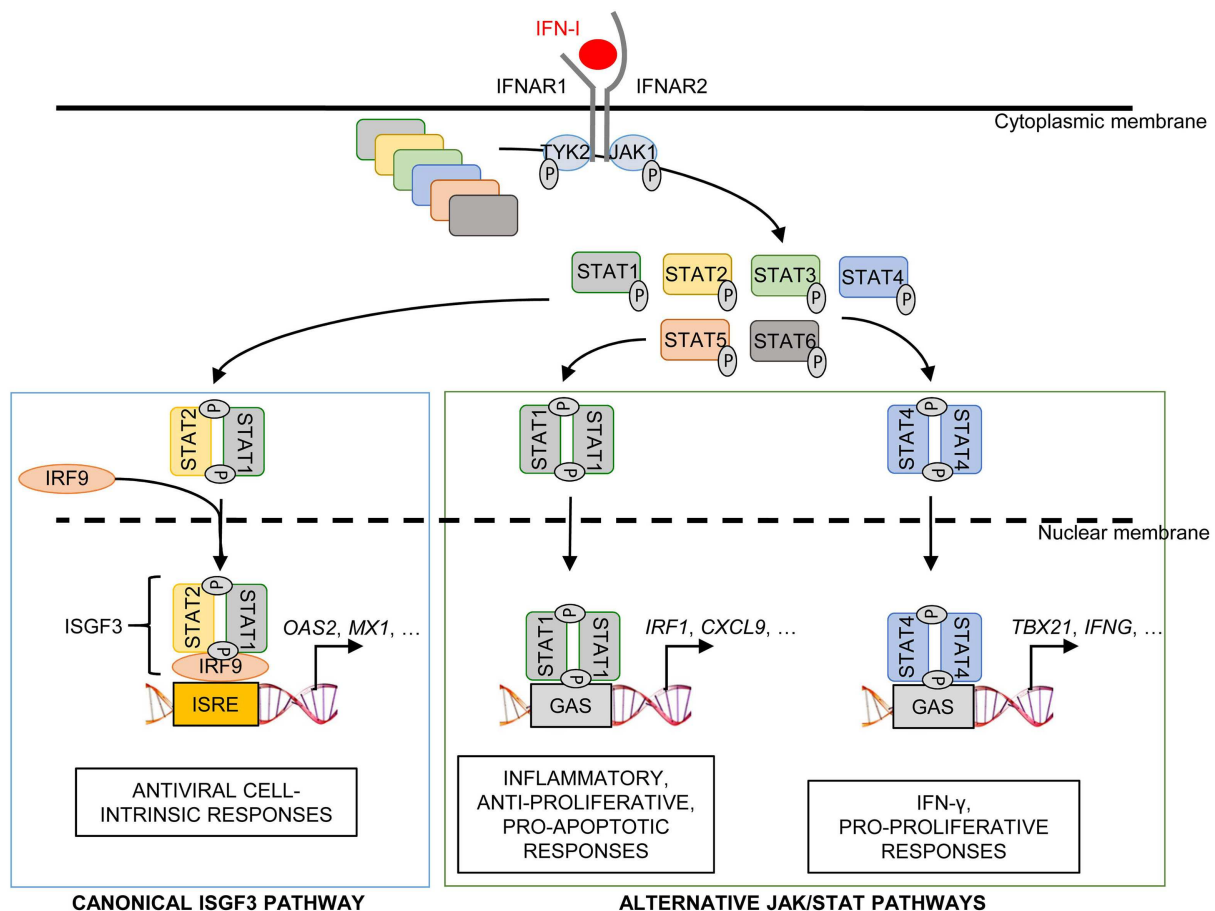 IFN-I
IFNAR1
IFNAR2
Cytoplasmic membrane
TYK2
JAK1
P
P
STAT1
P
STAT2
P
STAT3
P
STAT4
P
STAT5
P
STAT6
P
P
STAT2
STAT1
P
P
STAT1
STAT1
P
P
STAT4
STAT4
P
IRF9
Nuclear membrane
ISGF3
P
STAT2
STAT1
P
IRF9
ISRE
OAS2, MX1, …
P
STAT1
STAT1
P
GAS
IRF1, CXCL9, …
P
STAT4
STAT4
P
GAS
TBX21, IFNG, …
ANTIVIRAL CELL-
INTRINSIC RESPONSES
INFLAMMATORY,
ANTI-PROLIFERATIVE,
PRO-APOPTOTIC
RESPONSES
IFN-γ,
PRO-PROLIFERATIVE
RESPONSES
CANONICAL ISGF3 PATHWAY
ALTERNATIVE JAK/STAT PATHWAYS